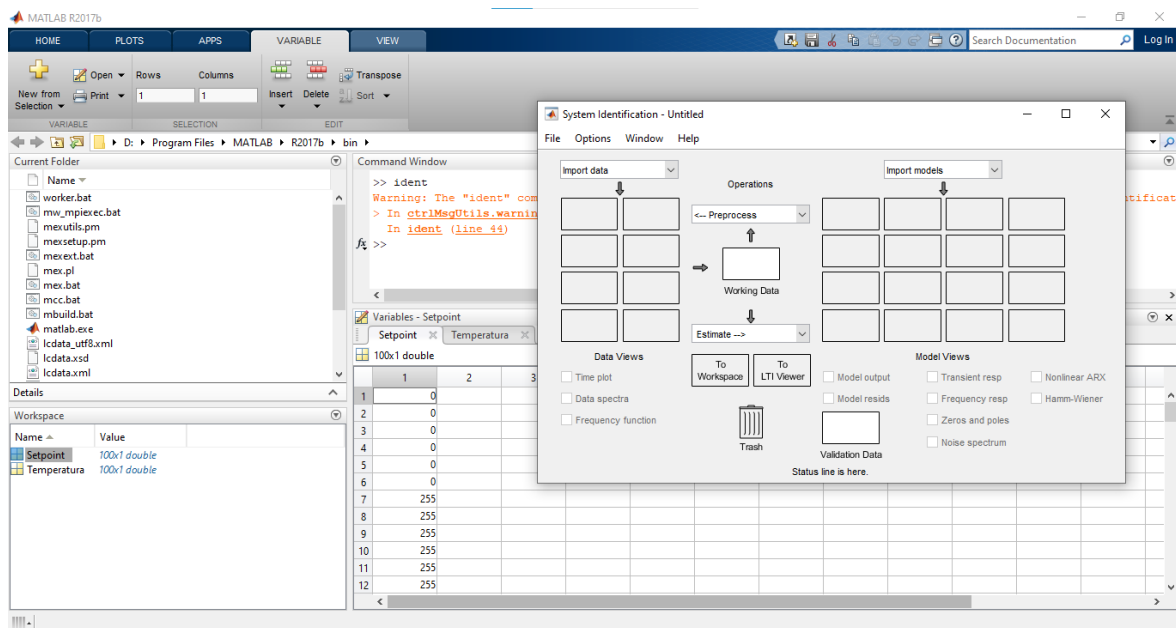 MATLAB R2017b
HOME PLOTS APPS VARIABLE VIEW Search Documentation Log In
New from Selection Open Rows Columns Insert Delete Transpose
Print 1 1 Sort
VARIABLE SELECTION EDIT
D: Program Files MATLAB R2017b bin
Current Folder
Name
worker.bat
mw_mpiexec.bat
mexutils.pm
mexsetup.pm
mexext.bat
mex.pl
mex.bat
mcc.bat
mbuild.bat
matlab.exe
lcdata_utf8.xml
lcdata.xsd
lcdata.xml
Details
Workspace
Name Value
Setpoint 100x1 double
Temperatura 100x1 double
Command Window
>> ident
Warning: The "ident" com
tificat
> In ctrlMsgUtils.warnin
In ident (line 44)
fx >>
Variables - Setpoint
Setpoint Temperatura
100x1 double
1 2 3
1 0
2 0
3 0
4 0
5 0
6 0
7 255
8 255
9 255
10 255
11 255
12 255
System Identification - Untitled
File Options Window Help
Import data Import models
Operations
<-- Preprocess
Working Data
Estimate -->
Data Views
Time plot
Data spectra
Frequency function
To Workspace
To LTI Viewer
Trash
Model Views
Model output Transient resp Nonlinear ARX
Model resids Frequency resp Hamm-Wiener
Zeros and poles
Noise spectrum
Validation Data
Status line is here.